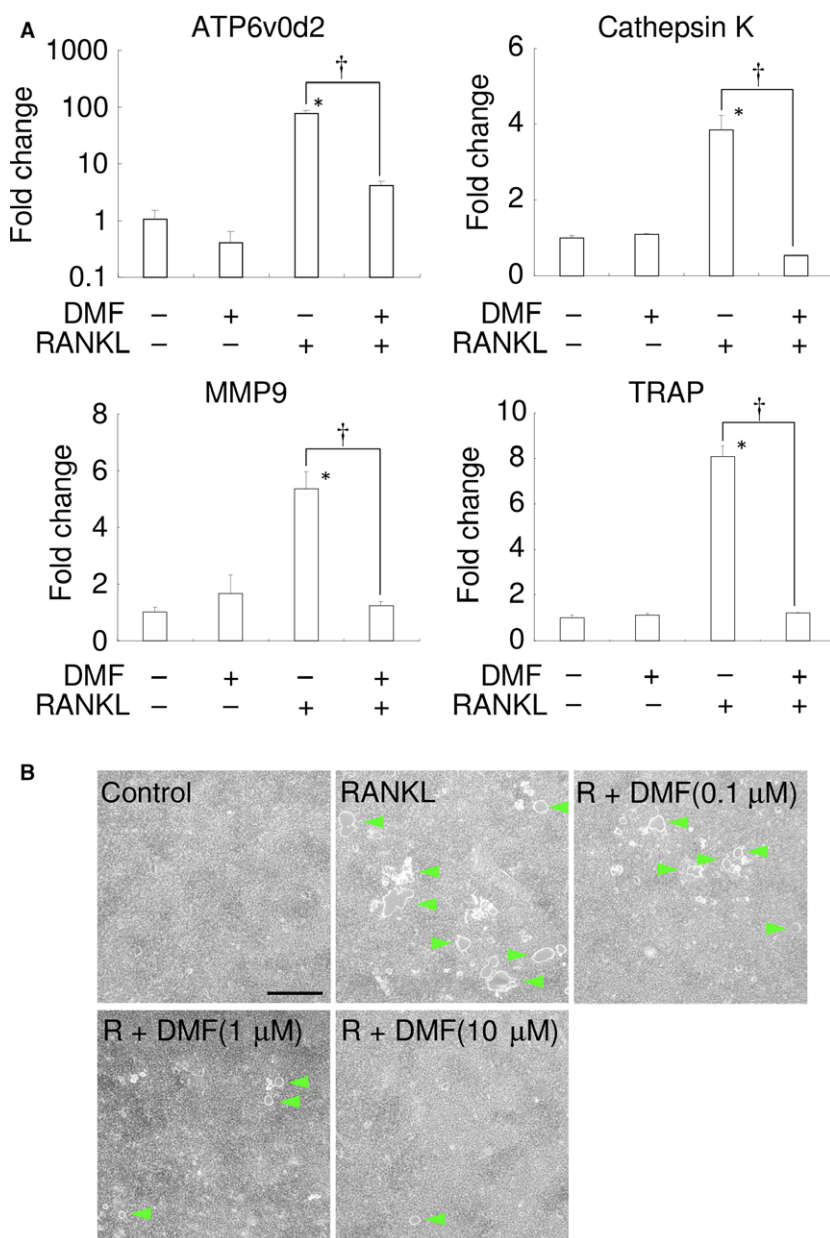 A
ATP6v0d2
Fold change
1000
100
10
1
0.1
†
*
DMF – + – +
RANKL – – + +
Cathepsin K
Fold change
6
4
2
0
†
*
DMF – + – +
RANKL – – + +
MMP9
Fold change
8
6
4
2
0
†
*
DMF – + – +
RANKL – – + +
TRAP
Fold change
10
8
6
4
2
0
†
*
DMF – + – +
RANKL – – + +
B
Control
RANKL
R + DMF(0.1 μM)
R + DMF(1 μM)
R + DMF(10 μM)